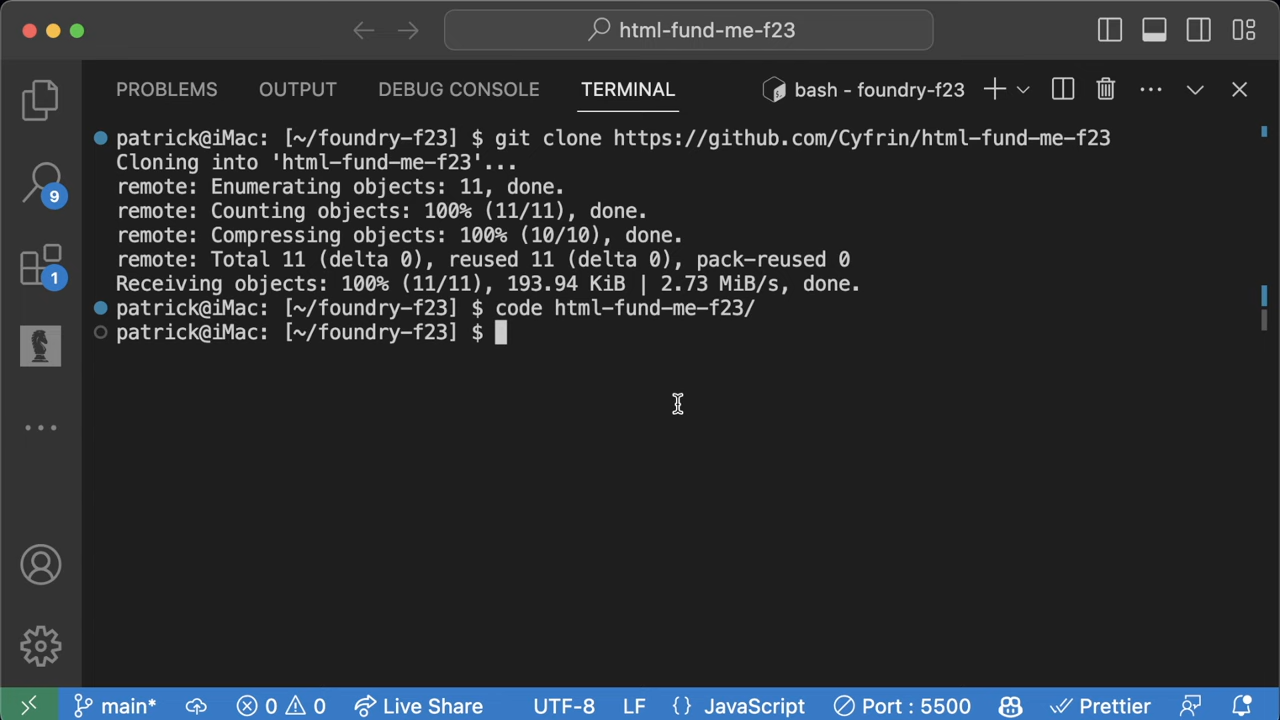 html-fund-me-f23
PROBLEMS OUTPUT DEBUG CONSOLE TERMINAL bash - foundry-f23
patrick@iMac: [~/foundry-f23] $ git clone https://github.com/Cyfrin/html-fund-me-f23
Cloning into 'html-fund-me-f23'...
remote: Enumerating objects: 11, done.
remote: Counting objects: 100% (11/11), done.
remote: Compressing objects: 100% (10/10), done.
remote: Total 11 (delta 0), reused 11 (delta 0), pack-reused 0
Receiving objects: 100% (11/11), 193.94 KiB | 2.73 MiB/s, done.
patrick@iMac: [~/foundry-f23] $ code html-fund-me-f23/
patrick@iMac: [~/foundry-f23] $
9
1
main* 0 0 Live Share UTF-8 LF {} JavaScript Port : 5500 Prettier